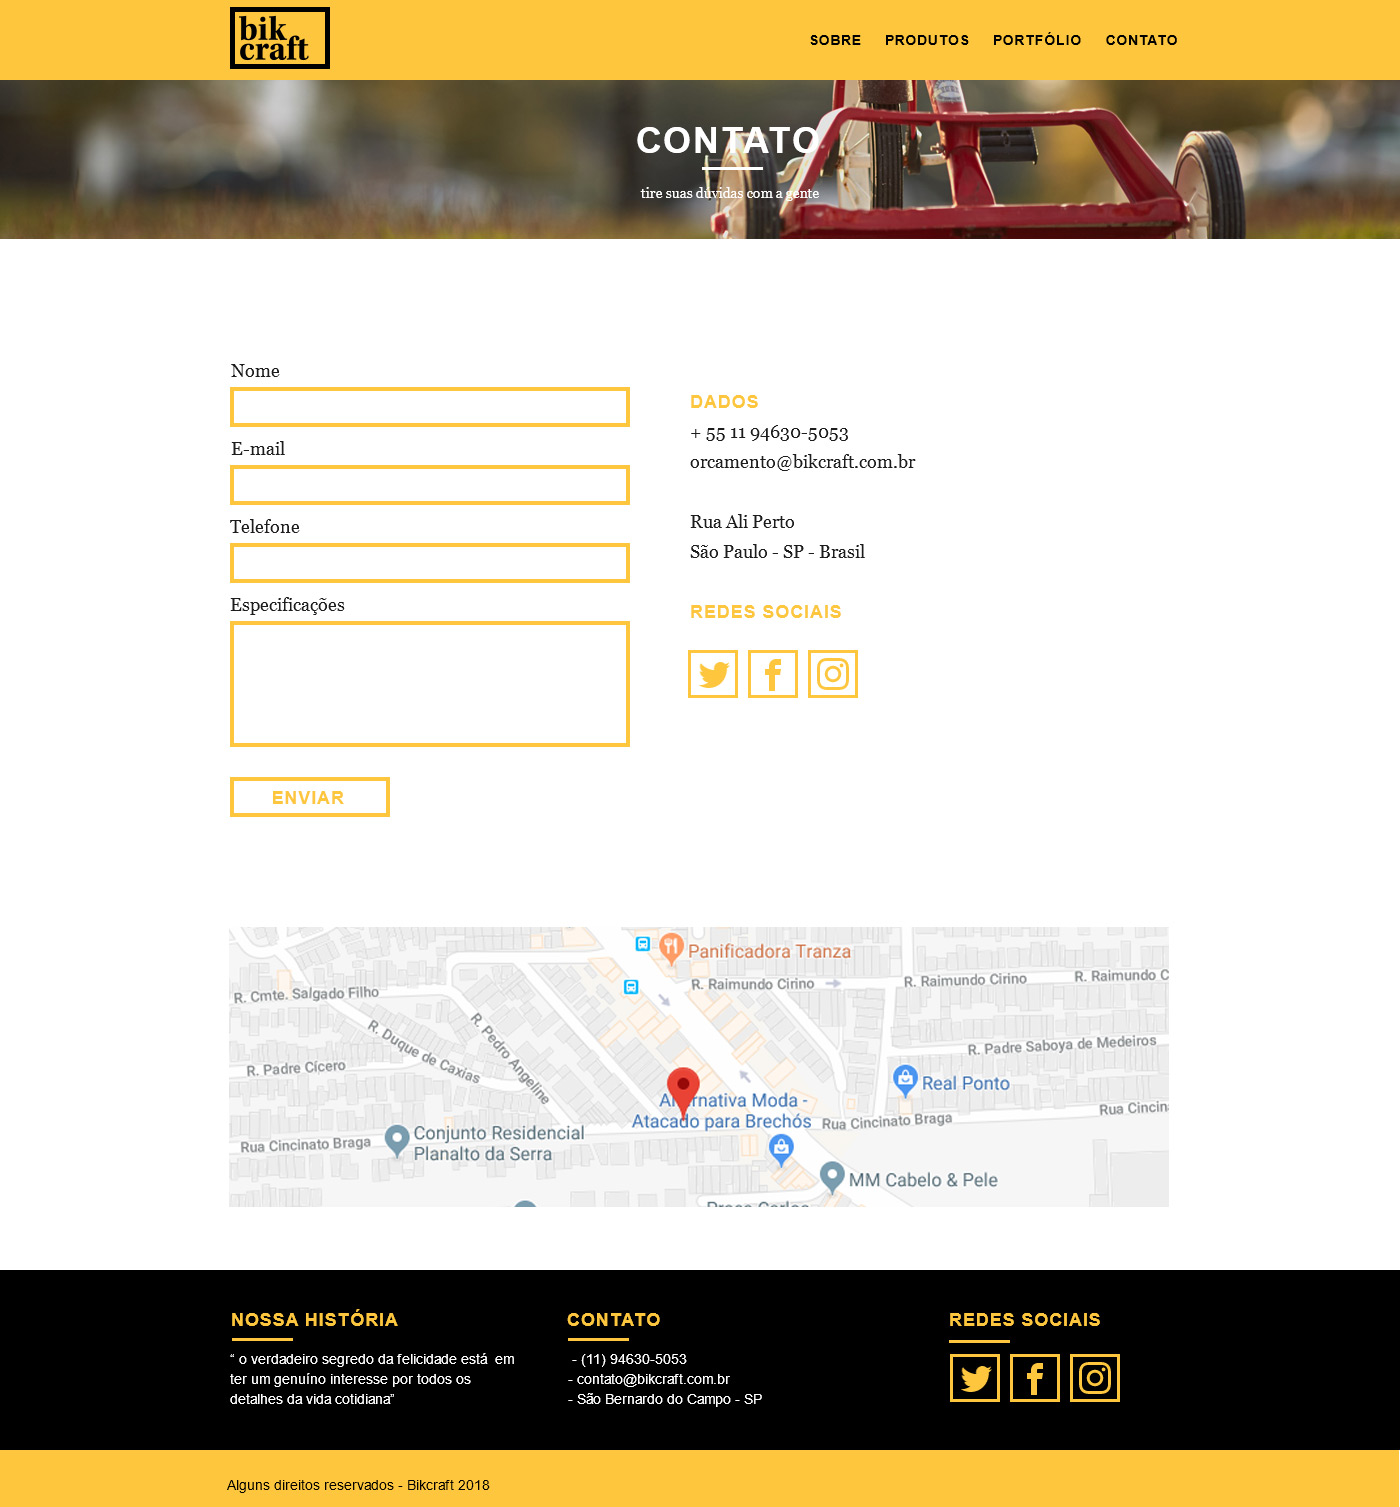 bik
craft
SOBRE PRODUTOS PORTFÓLIO CONTATO
CONTATO
tire suas dúvidas com a gente
Nome
E-mail
Telefone
Especificações
ENVIAR
DADOS
+ 55 11 94630-5053
orcamento@bikcraft.com.br
Rua Ali Perto
São Paulo - SP - Brasil
REDES SOCIAIS
Panificadora Tranza
R. Raimundo Cirino
R. Raimundo Cirino
R. Raimundo C
R. Cmte. Salgado Filho
R. Duque de Caxias
R. Pedro Angeline
R. Padre Cícero
R. Padre Saboya de Medeiros
Real Ponto
Alternativa Moda -
Atacado para Brechós
Rua Cincinato Braga
Rua Cincin
Rua Cincinato Braga
Conjunto Residencial
Planalto da Serra
MM Cabelo & Pele
Praça Carlos
NOSSA HISTÓRIA
“ o verdadeiro segredo da felicidade está em
ter um genuíno interesse por todos os
detalhes da vida cotidiana”
CONTATO
- (11) 94630-5053
- contato@bikcraft.com.br
- São Bernardo do Campo - SP
REDES SOCIAIS
Alguns direitos reservados - Bikcraft 2018